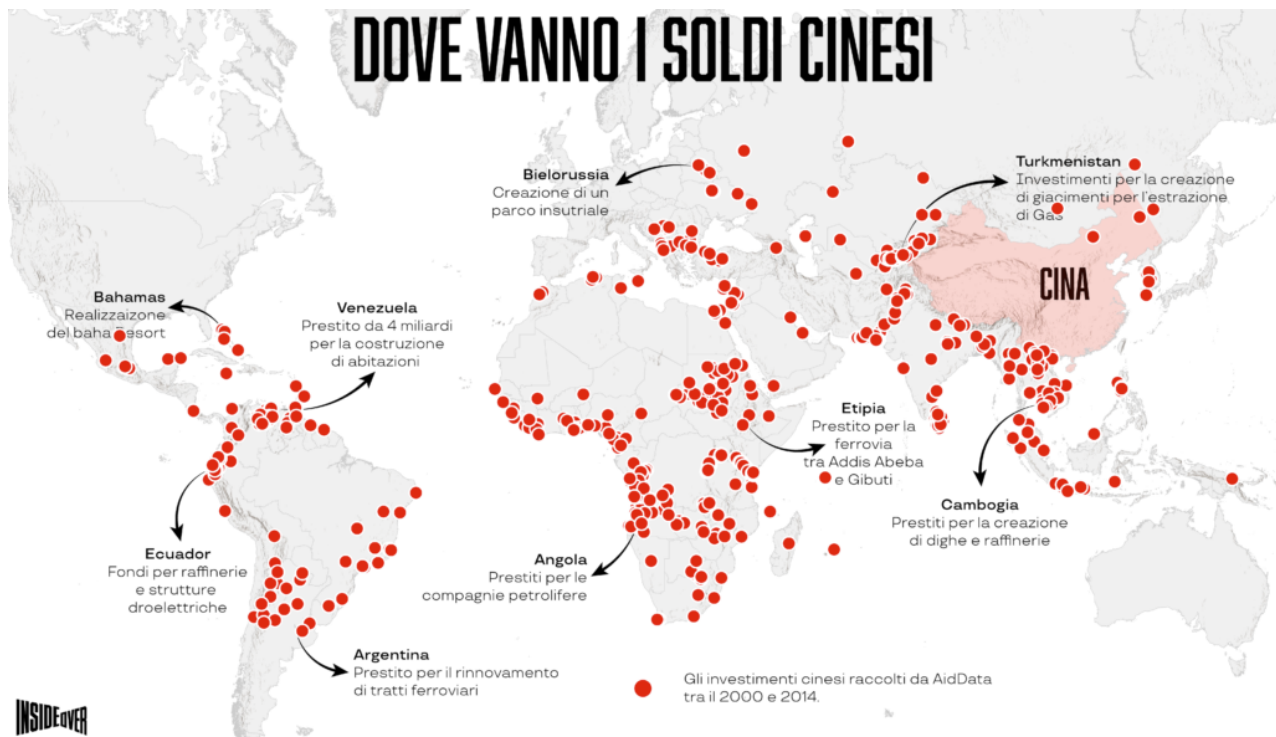 DOVE VANNO I SOLDI CINESI
Bielorussia
Creazione di un
parco insutriale
Turkmenistan
Investimenti per la creazione
di giacimenti per l'estrazione
di Gas
CINA
Bahamas
Realizzaizone
del baha Resort
Venezuela
Prestito da 4 miliardi
per la costruzione
di abitazioni
Etipia
Prestito per la
ferrovia
tra Addis Abeba
e Gibuti
Cambogia
Prestiti per la creazione
di dighe e raffinerie
Ecuador
Fondi per raffinerie
e strutture
droelettriche
Angola
Prestiti per le
compagnie petrolifere
Argentina
Prestito per il rinnovamento
di tratti ferroviari
Gli investimenti cinesi raccolti da AidData
tra il 2000 e 2014.
INSIDEOVER